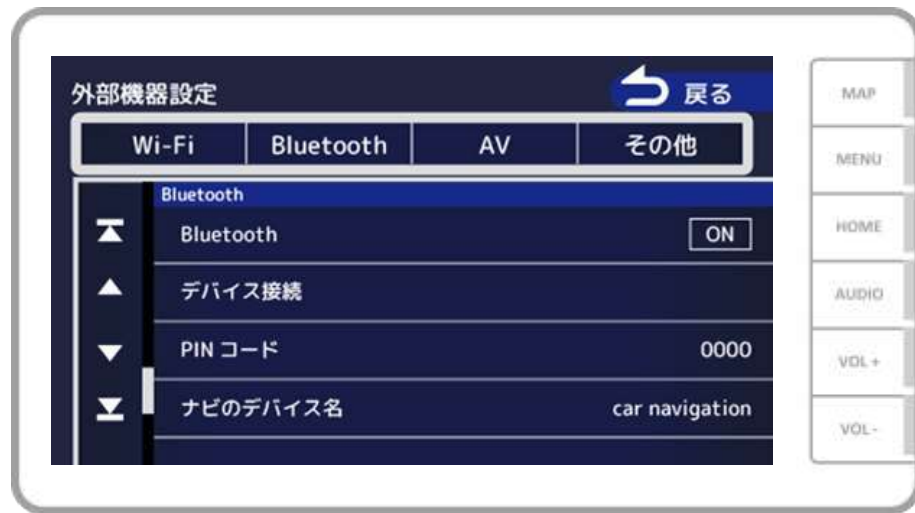 外部機器設定 戻る
Wi-Fi Bluetooth AV その他
Bluetooth
Bluetooth ON
デバイス接続
PIN コード 0000
ナビのデバイス名 car navigation
MAP
MENU
HOME
AUDIO
VOL +
VOL -